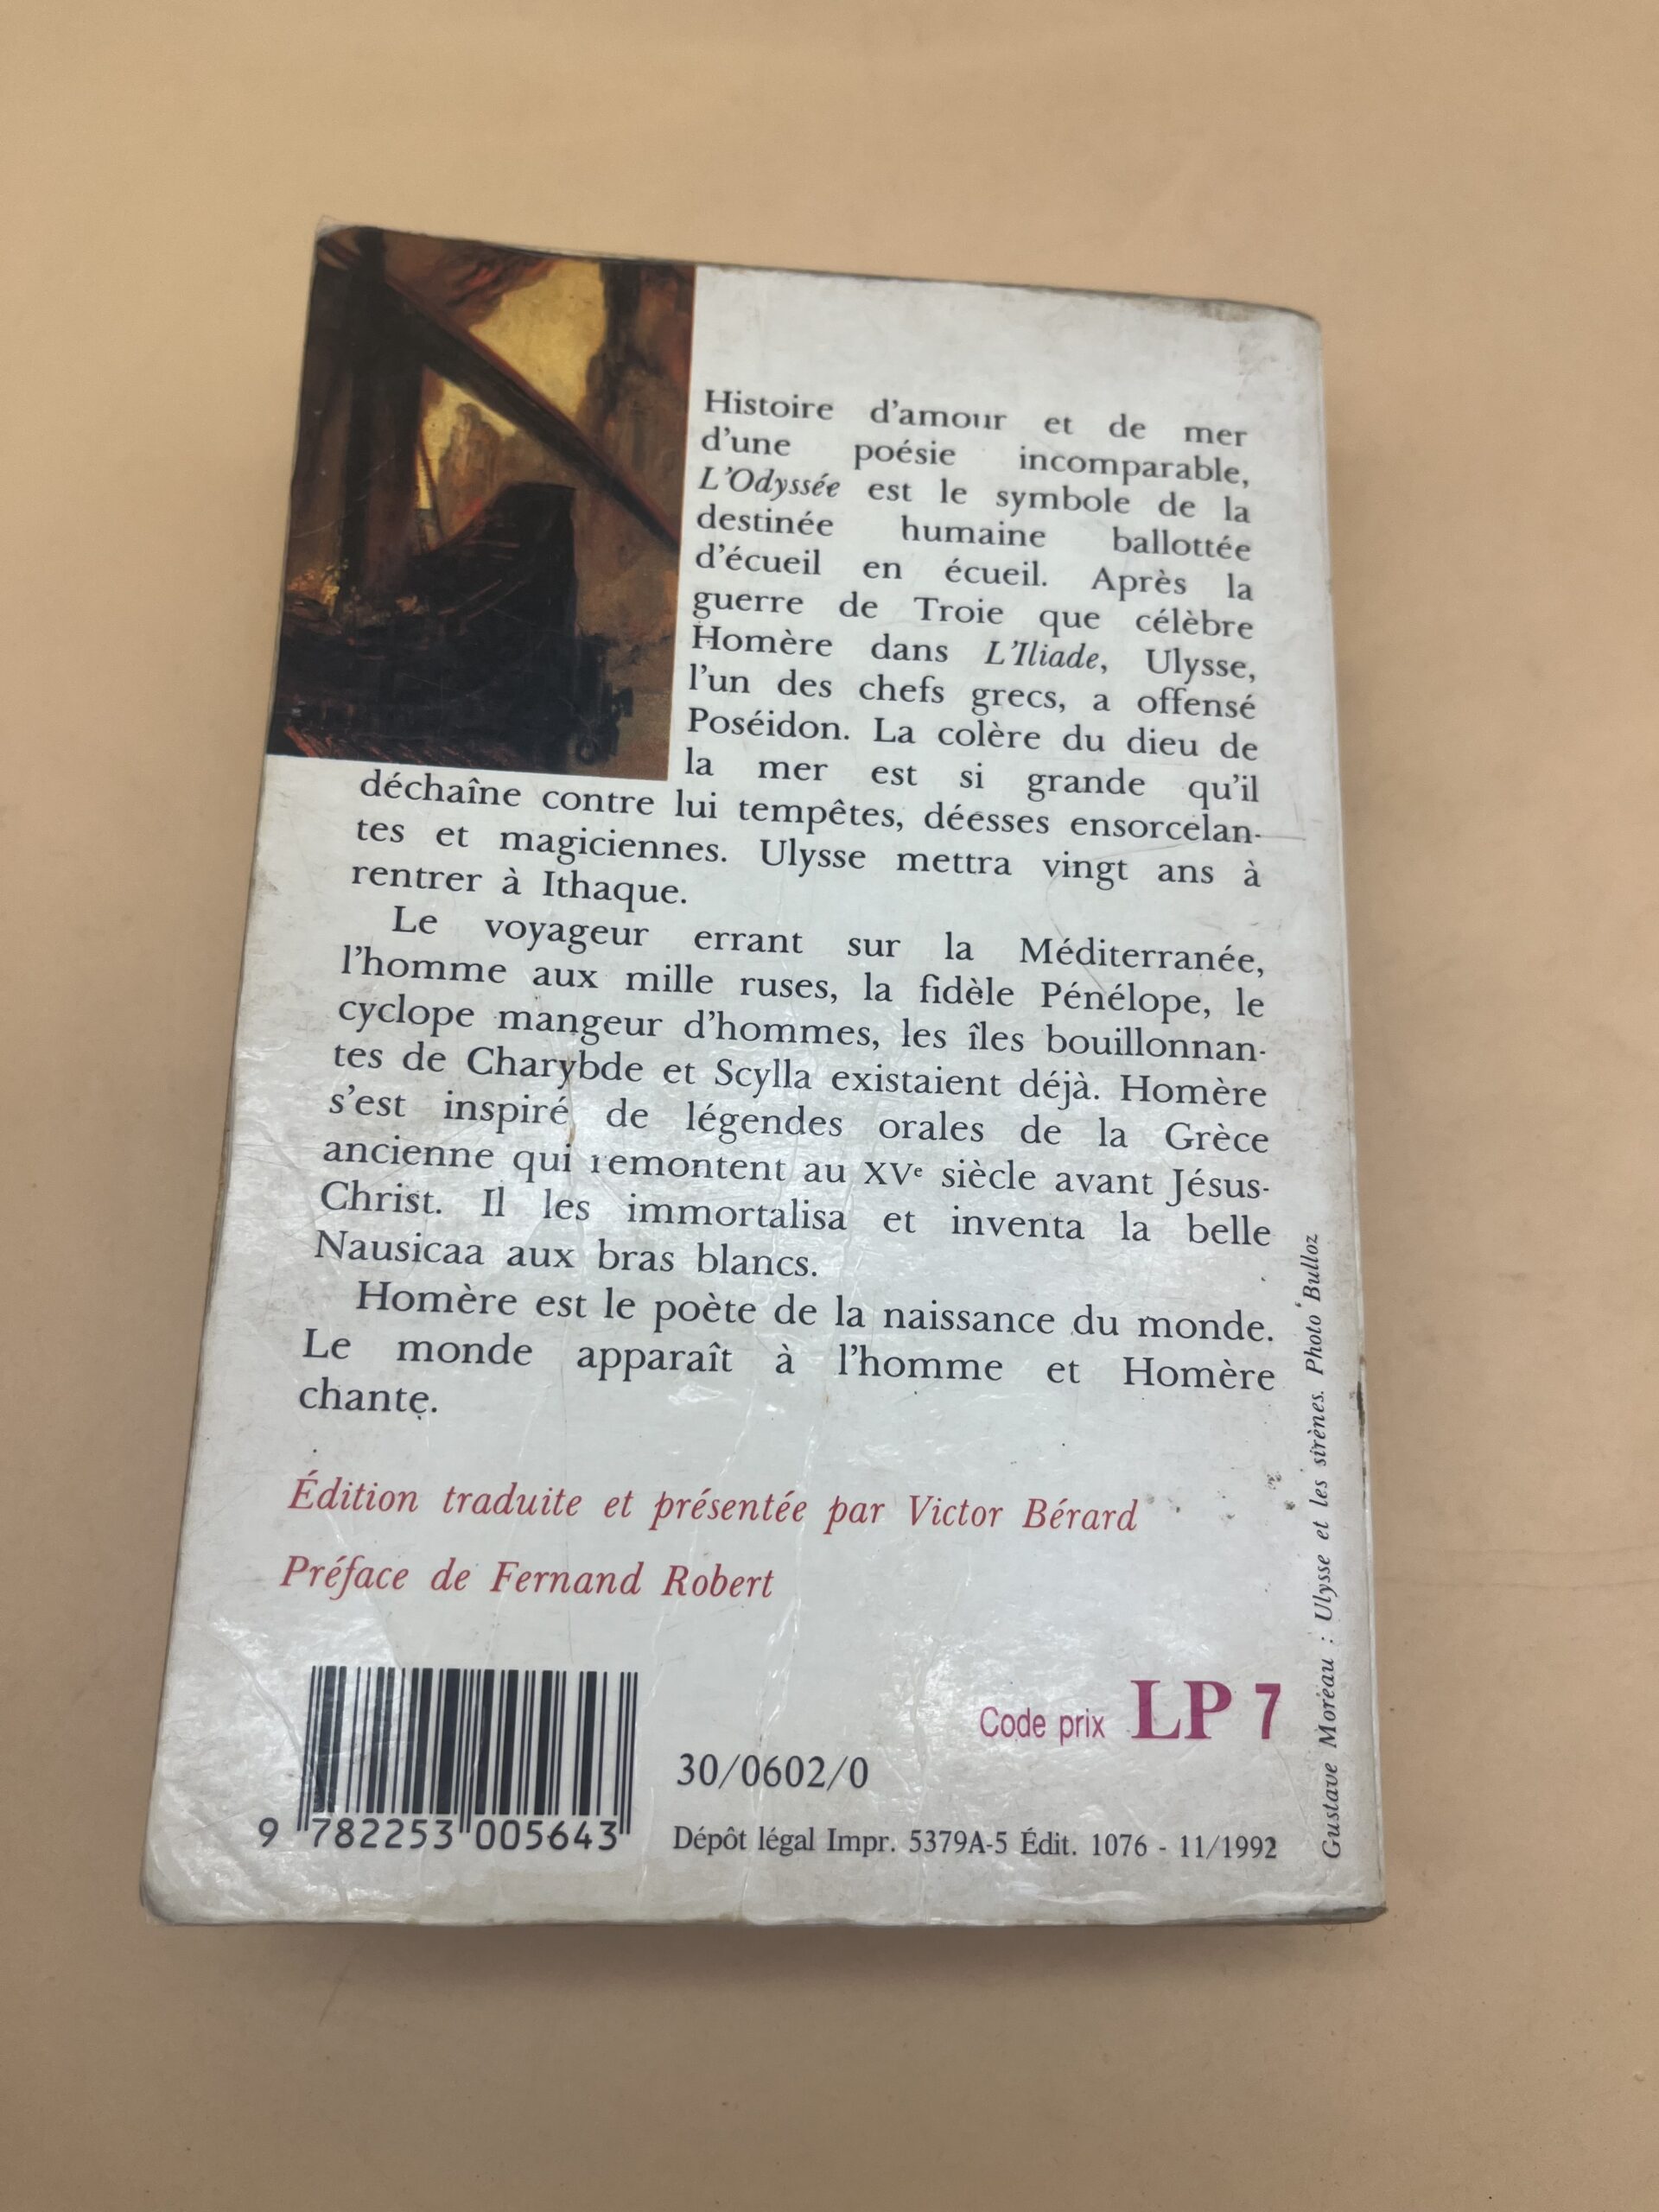 Histoire d'amour et de mer
d'une poésie incomparable,
L'Odyssée est le symbole de la
destinée humaine ballottée
d'écueil en écueil. Après la
guerre de Troie que célèbre
Homère dans L'Iliade, Ulysse,
l'un des chefs grecs, a offensé
Poséidon. La colère du dieu de
la mer est si grande qu'il
déchaîne contre lui tempêtes, déesses ensorcelan-
tes et magiciennes. Ulysse mettra vingt ans à
rentrer à Ithaque.
Le voyageur errant sur la Méditerranée,
l'homme aux mille ruses, la fidèle Pénélope, le
cyclope mangeur d'hommes, les îles bouillonnan-
tes de Charybde et Scylla existaient déjà. Homère
s'est inspiré de légendes orales de la Grèce
ancienne qui remontent au XVe siècle avant Jésus-
Christ. Il les immortalisa et inventa la belle
Nausicaa aux bras blancs.
Homère est le poète de la naissance du monde.
Le monde apparaît à l'homme et Homère
chante.
Édition traduite et présentée par Victor Bérard
Préface de Fernand Robert
Code prix LP 7
30/0602/0
9 782253 005643
Dépôt légal Impr. 5379A-5 Édit. 1076 - 11/1992
Gustave Moreau : Ulysse et les sirènes. Photo Bulloz